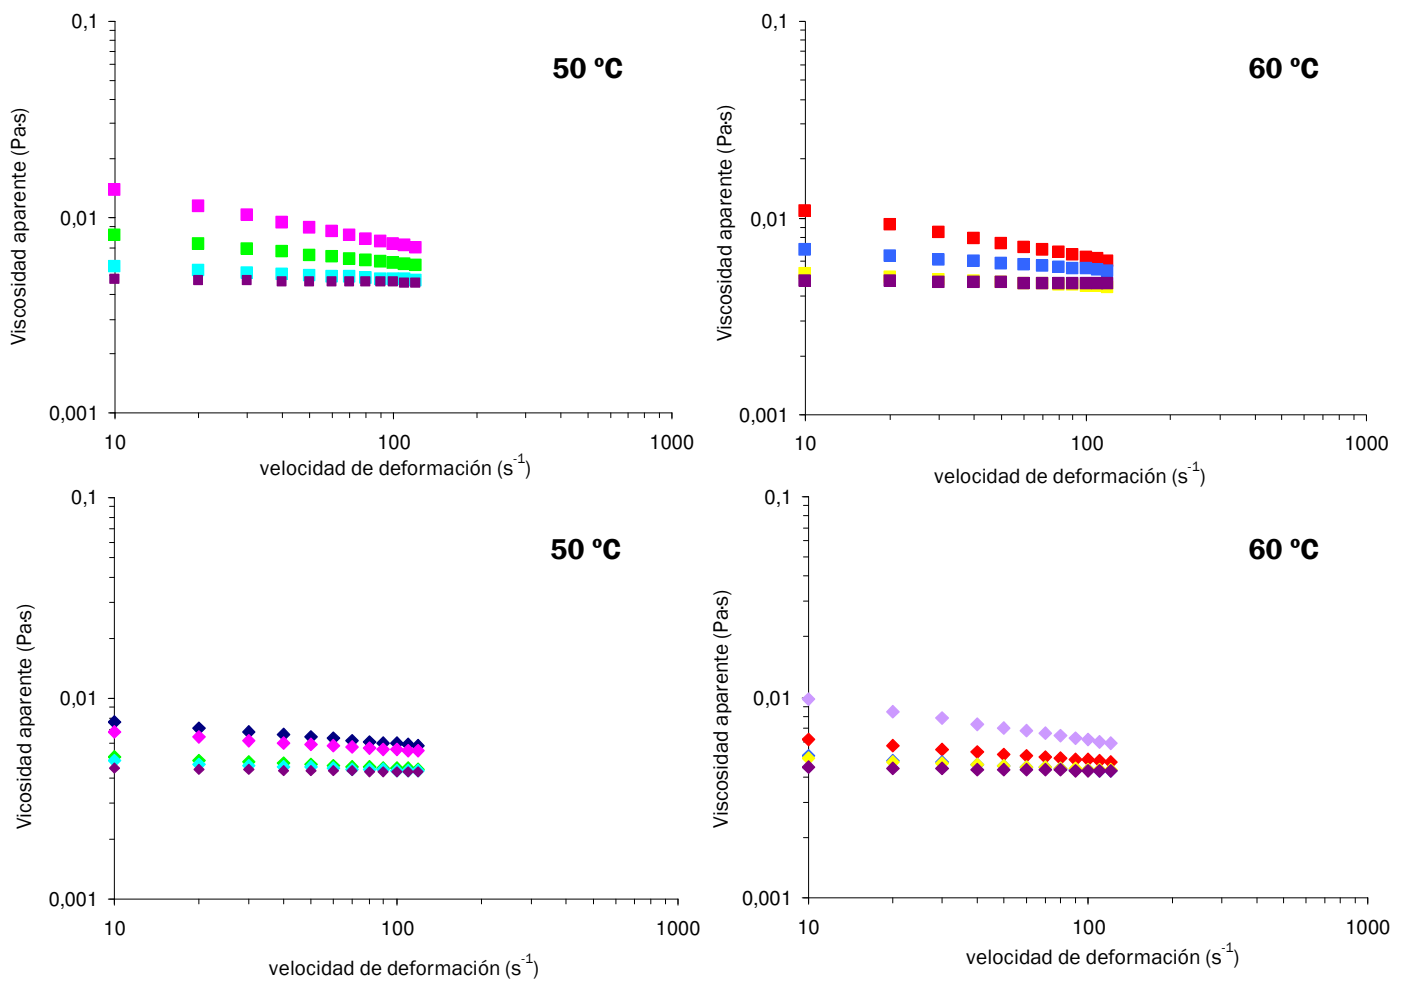 0,1
50 ºC
0,01
0,001
10
100
1000
Viscosidad aparente (Pa·s)
velocidad de deformación (s-1)
0,1
60 ºC
0,01
0,001
10
100
1000
Viscosidad aparente (Pa·s)
velocidad de deformación (s-1)
0,1
50 ºC
0,01
0,001
10
100
1000
Vicosidad aparente (Pa·s)
velocidad de deformación (s-1)
0,1
60 ºC
0,01
0,001
10
100
1000
Viscosidad aparente (Pa·s)
velocidad de deformación (s-1)